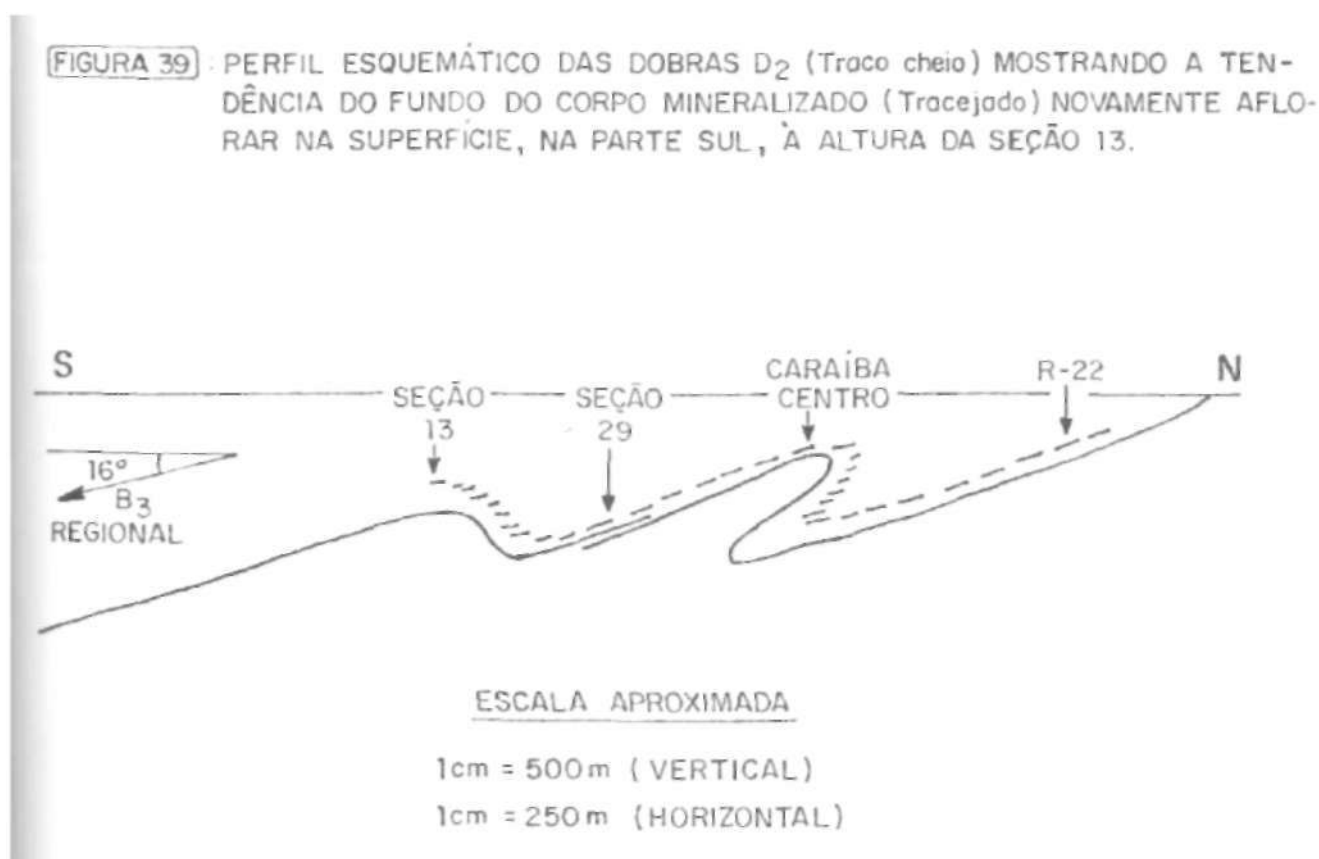 FIGURA 39 : PERFIL ESQUEMÁTICO DAS DOBRAS D2 (Traco cheio) MOSTRANDO A TEN-
DÊNCIA DO FUNDO DO CORPO MINERALIZADO (Tracejado) NOVAMENTE AFLO-
RAR NA SUPERFÍCIE, NA PARTE SUL, À ALTURA DA SEÇÃO 13.
S
SEÇÃO
13
SEÇÃO
29
CARAÍBA
CENTRO
R-22
N
16°
B3
REGIONAL
ESCALA APROXIMADA
1cm = 500m (VERTICAL)
1cm = 250m (HORIZONTAL)